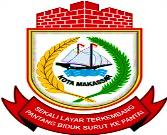 KOTA MAKASSAR
SEKALI LAYAR TERKEMBANG
PANTANG BIDUK SURUT KE PANTAI